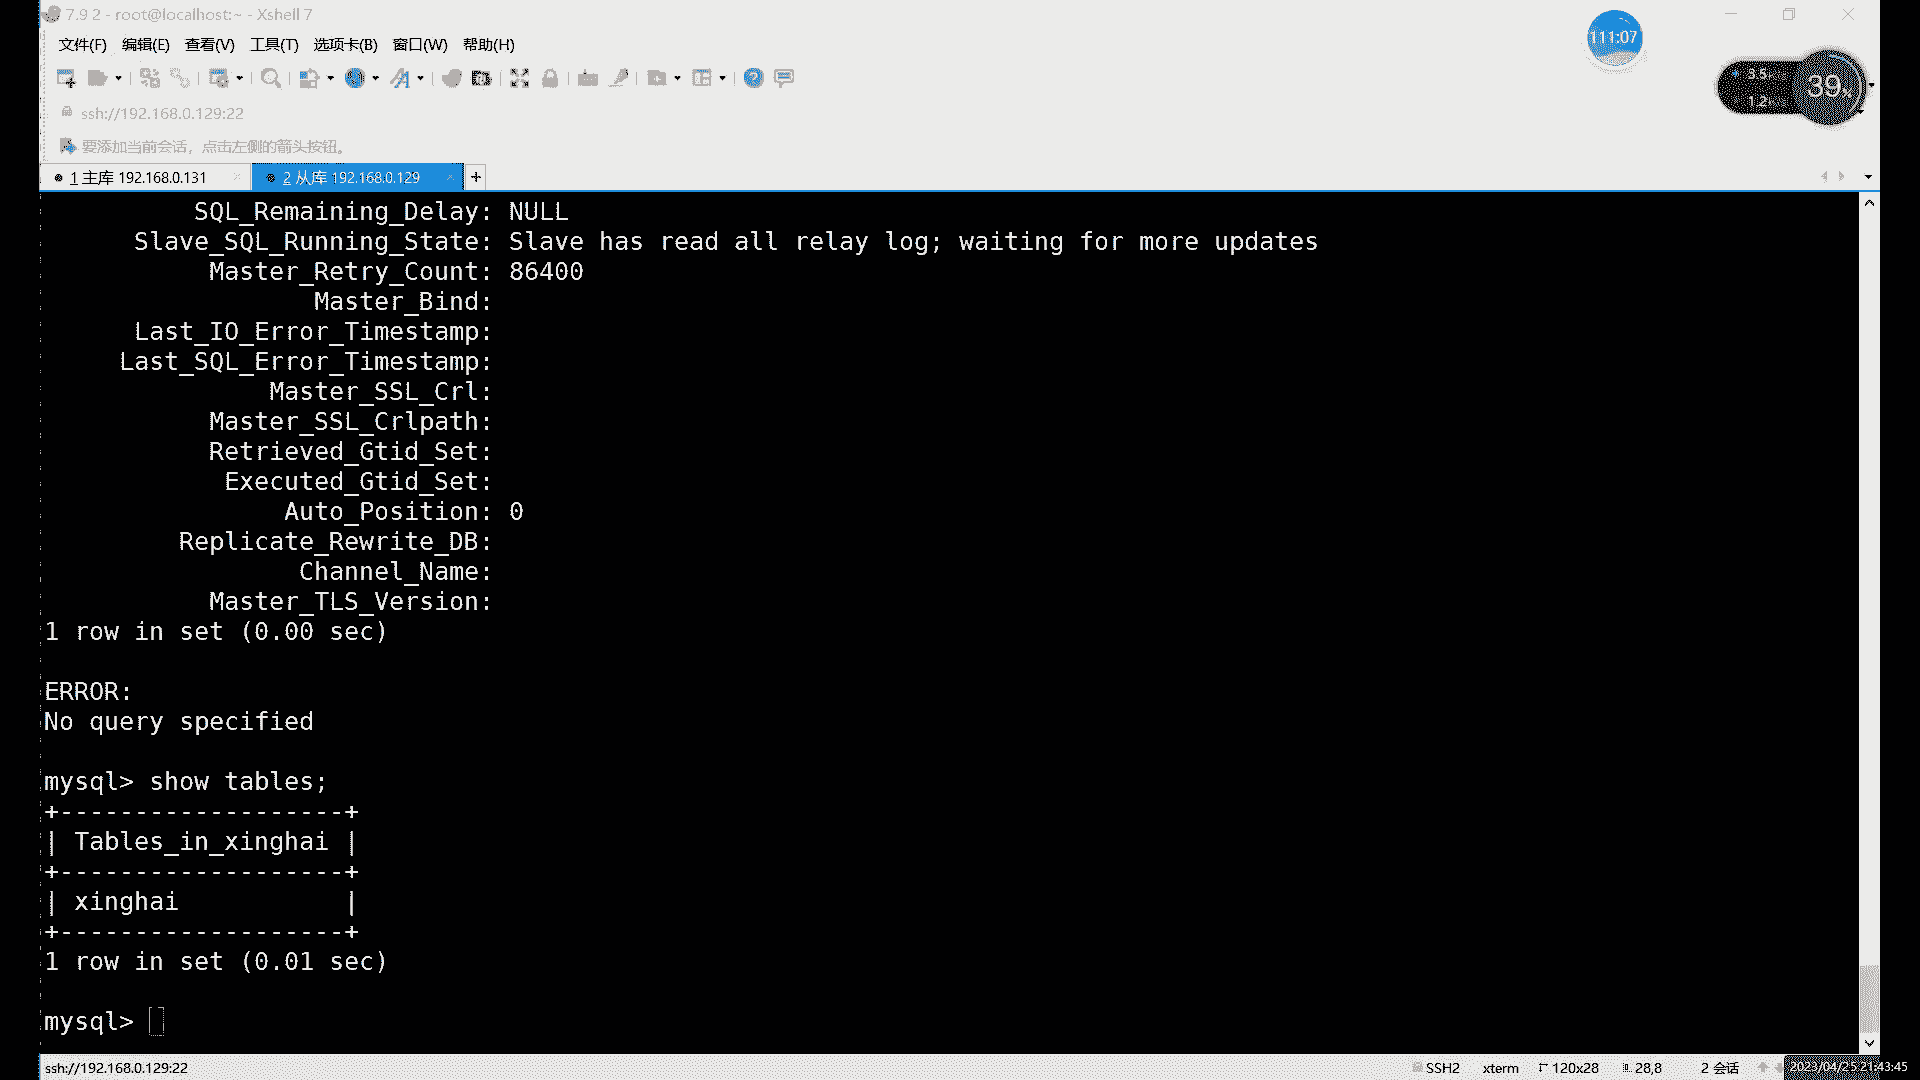 7.9 2 - root@localhost:~ - Xshell 7
111:07
文件(F) 编辑(E) 查看(V) 工具(T) 选项卡(B) 窗口(W) 帮助(H)
39%
ssh://192.168.0.129:22
要添加当前会话，点击左侧的箭头按钮。
1 主库 192.168.0.131
2 从库 192.168.0.129
SQL_Remaining_Delay: NULL
Slave_SQL_Running_State: Slave has read all relay log; waiting for more updates
Master_Retry_Count: 86400
Master_Bind:
Last_IO_Error_Timestamp:
Last_SQL_Error_Timestamp:
Master_SSL_Crl:
Master_SSL_Crlpath:
Retrieved_Gtid_Set:
Executed_Gtid_Set:
Auto_Position: 0
Replicate_Rewrite_DB:
Channel_Name:
Master_TLS_Version:
1 row in set (0.00 sec)
ERROR:
No query specified
mysql> show tables;
+-------------------+
| Tables_in_xinghai |
+-------------------+
| xinghai           |
+-------------------+
1 row in set (0.01 sec)
mysql>
ssh://192.168.0.129:22
SSH2 xterm 120x28 28,8 2 会话
2023/04/25 21:43:45